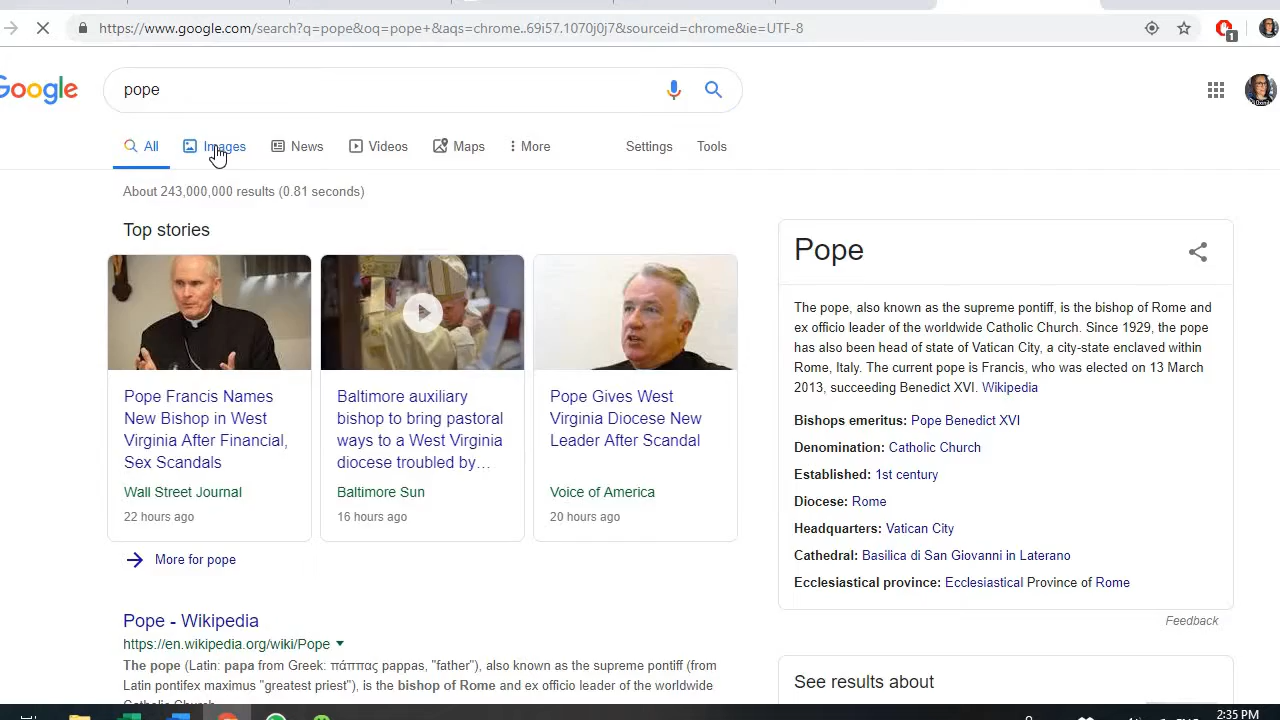 https://www.google.com/search?q=pope+&oq=pope+&aqs=chrome..69i57.1070j0j7&sourceid=chrome&ie=UTF-8
1
Google
pope
All Images News Videos Maps More Settings Tools
About 243,000,000 results (0.81 seconds)
Top stories
Pope Francis Names
New Bishop in West
Virginia After Financial,
Sex Scandals
Wall Street Journal
22 hours ago
Baltimore auxiliary
bishop to bring pastoral
ways to a West Virginia
diocese troubled by…
Baltimore Sun
16 hours ago
Pope Gives West
Virginia Diocese New
Leader After Scandal
Voice of America
20 hours ago
More for pope
Pope - Wikipedia
https://en.wikipedia.org/wiki/Pope
The pope (Latin: papa from Greek: πάππας pappas, "father"), also known as the supreme pontiff (from
Latin pontifex maximus "greatest priest"), is the bishop of Rome and ex officio leader of the worldwide
Catholic Church.
Pope
The pope, also known as the supreme pontiff, is the bishop of Rome and
ex officio leader of the worldwide Catholic Church. Since 1929, the pope
has also been head of state of Vatican City, a city-state enclaved within
Rome, Italy. The current pope is Francis, who was elected on 13 March
2013, succeeding Benedict XVI. Wikipedia
Bishops emeritus: Pope Benedict XVI
Denomination: Catholic Church
Established: 1st century
Diocese: Rome
Headquarters: Vatican City
Cathedral: Basilica di San Giovanni in Laterano
Ecclesiastical province: Ecclesiastical Province of Rome
Feedback
See results about
2:35 PM